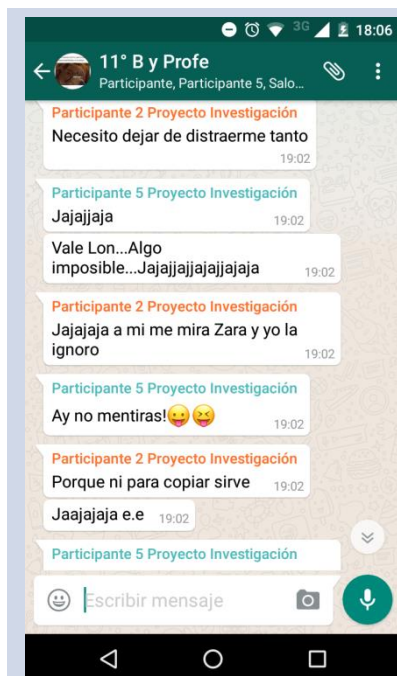 3G 18:06
11° B y Profe
Participante, Participante 5, Salo...
Participante 2 Proyecto Investigación
Necesito dejar de distraerme tanto
19:02
Participante 5 Proyecto Investigación
Jajajjaja
19:02
Vale Lon...Algo
imposible...Jajajjajjajajjajaja
19:02
Participante 2 Proyecto Investigación
Jajajaja a mi me mira Zara y yo la
ignoro
19:02
Participante 5 Proyecto Investigación
Ay no mentiras!😛😝
19:02
Participante 2 Proyecto Investigación
Porque ni para copiar sirve
19:02
Jaajajaja e.e
19:02
Participante 5 Proyecto Investigación
Escribir mensaje